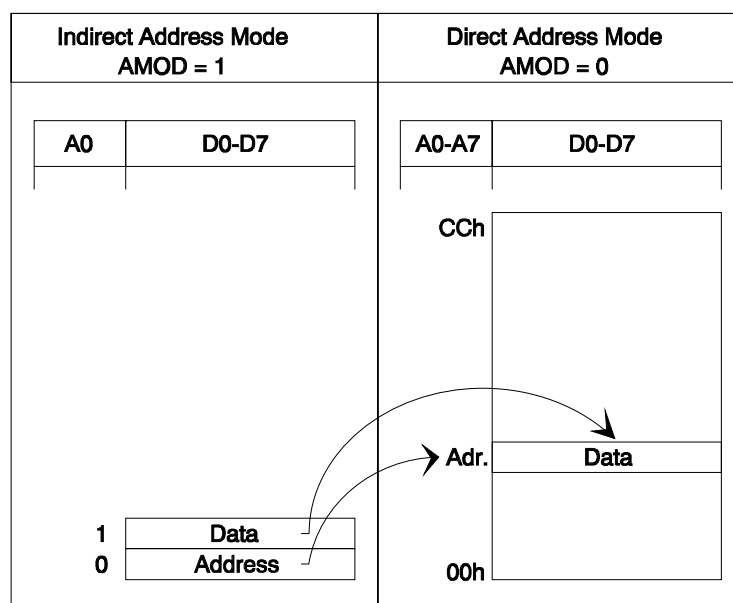 Indirect Address Mode
AMOD = 1
Direct Address Mode
AMOD = 0
A0 D0-D7
A0-A7 D0-D7
CCh
Adr. Data
1 Data
0 Address
00h